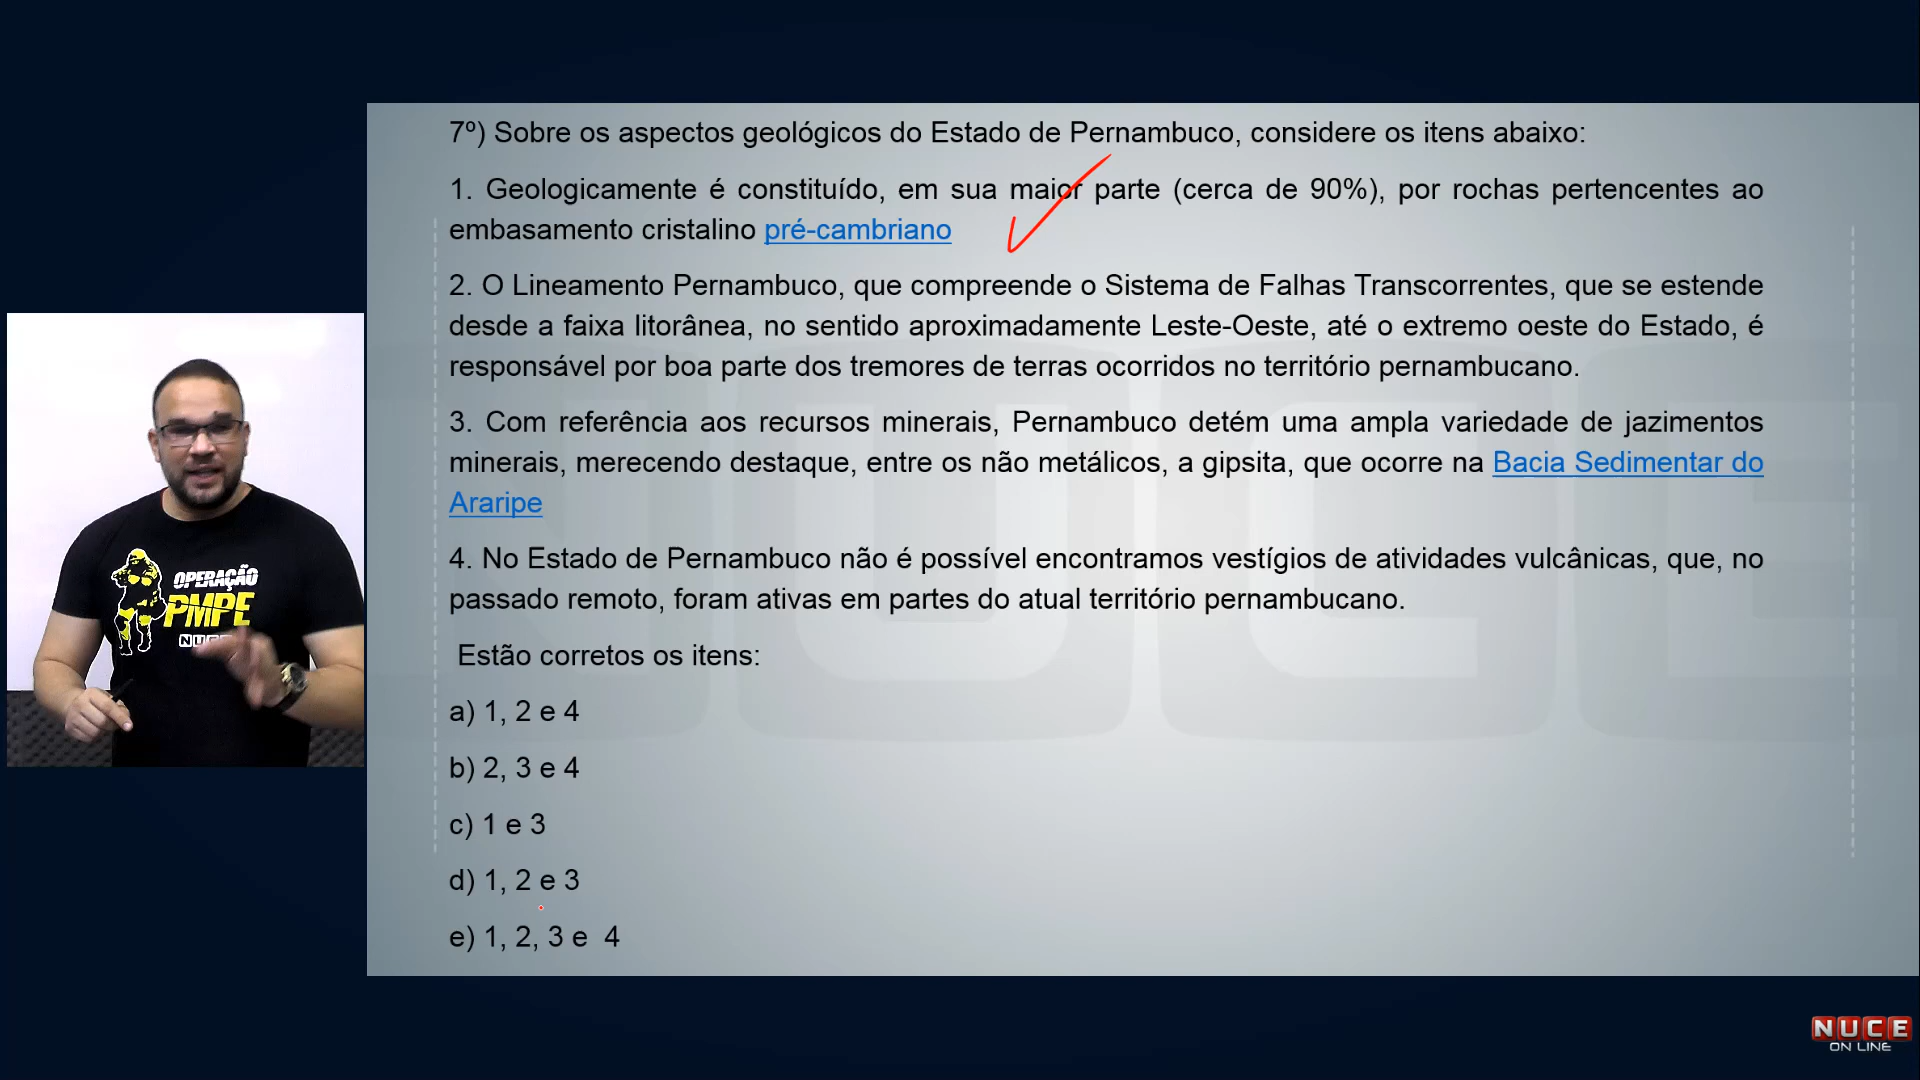 7º) Sobre os aspectos geológicos do Estado de Pernambuco, considere os itens abaixo:
1. Geologicamente é constituído, em sua maior parte (cerca de 90%), por rochas pertencentes ao
embasamento cristalino pré-cambriano
2. O Lineamento Pernambuco, que compreende o Sistema de Falhas Transcorrentes, que se estende
desde a faixa litorânea, no sentido aproximadamente Leste-Oeste, até o extremo oeste do Estado, é
responsável por boa parte dos tremores de terras ocorridos no território pernambucano.
3. Com referência aos recursos minerais, Pernambuco detém uma ampla variedade de jazimentos
minerais, merecendo destaque, entre os não metálicos, a gipsita, que ocorre na Bacia Sedimentar do
Araripe
4. No Estado de Pernambuco não é possível encontramos vestígios de atividades vulcânicas, que, no
passado remoto, foram ativas em partes do atual território pernambucano.
Estão corretos os itens:
a) 1, 2 e 4
b) 2, 3 e 4
c) 1 e 3
d) 1, 2 e 3
e) 1, 2, 3 e 4
OPERAÇÃO
PMPE
NUCE
NUCE
ON LINE